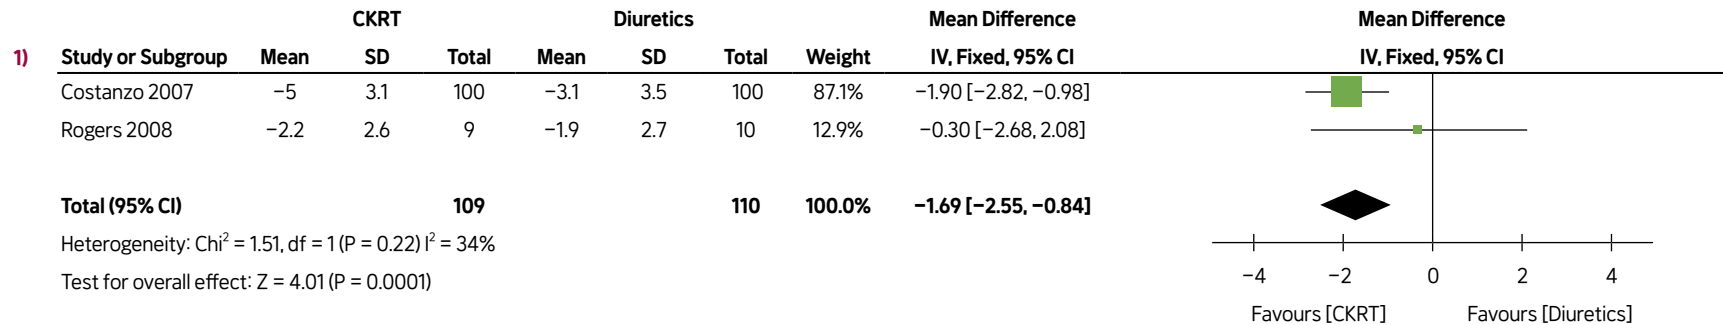 CKRT Diuretics Mean Difference Mean Difference
1) Study or Subgroup Mean SD Total Mean SD Total Weight IV, Fixed, 95% CI IV, Fixed, 95% CI
Costanzo 2007 −5 3.1 100 −3.1 3.5 100 87.1% −1.90 [−2.82, −0.98]
Rogers 2008 −2.2 2.6 9 −1.9 2.7 10 12.9% −0.30 [−2.68, 2.08]
Total (95% CI) 109 110 100.0% −1.69 [−2.55, −0.84]
Heterogeneity: Chi² = 1.51, df = 1 (P = 0.22) I² = 34%
Test for overall effect: Z = 4.01 (P = 0.0001)
−4 −2 0 2 4
Favours [CKRT] Favours [Diuretics]